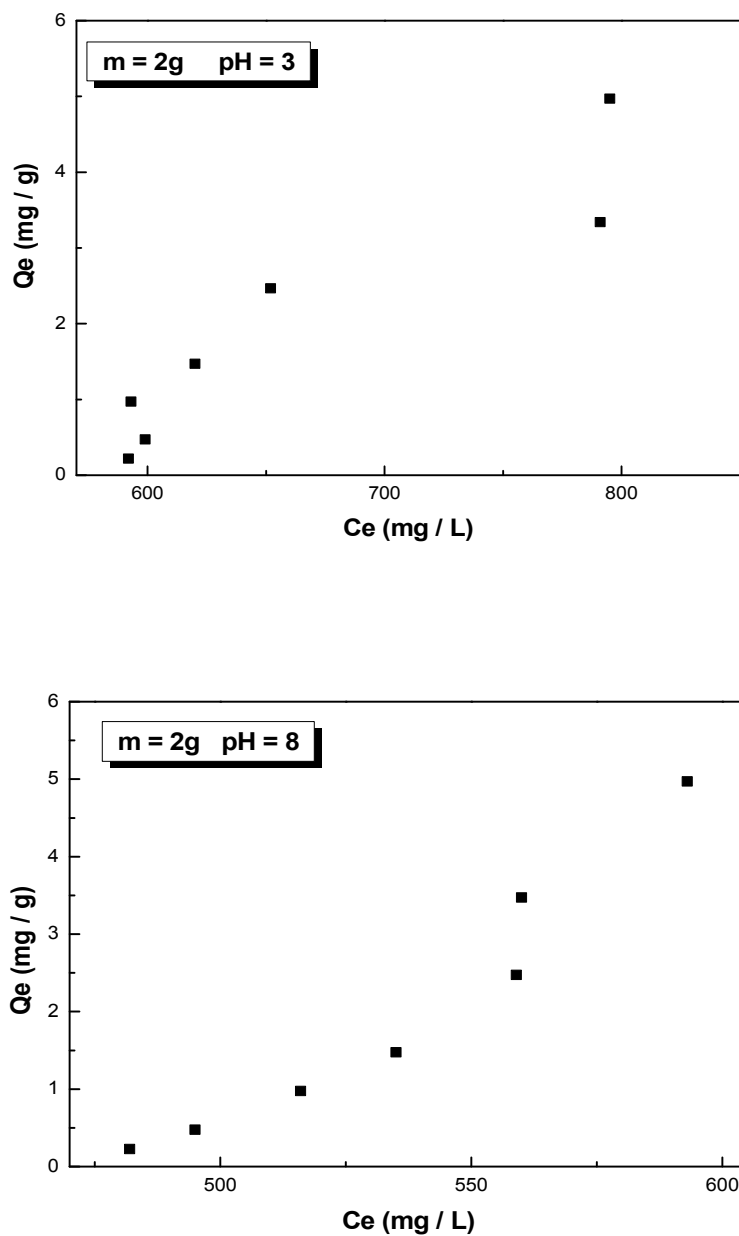 6
m = 2g pH = 3
4
Qe (mg / g)
2
0
600 700 800
Ce (mg / L)
6
m = 2g pH = 8
5
4
Qe (mg / g)
3
2
1
0
500 550 600
Ce (mg / L)